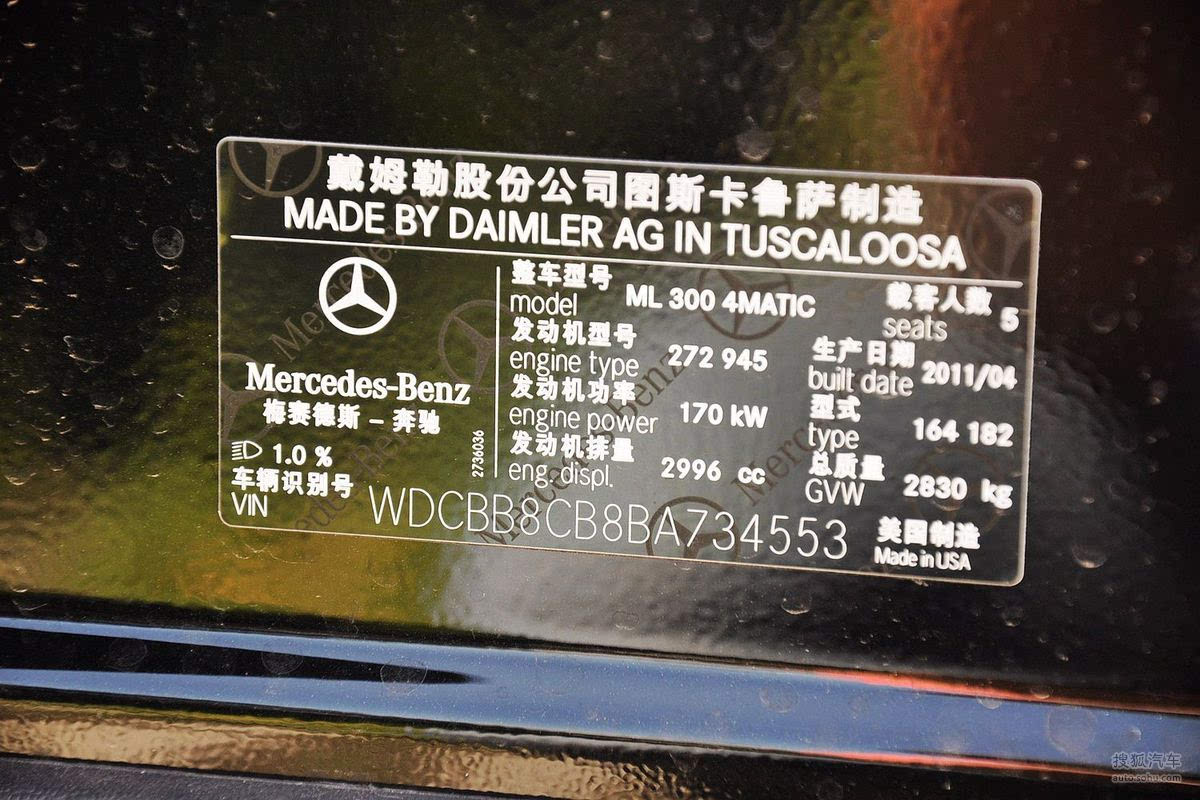 戴姆勒股份公司图斯卡鲁萨制造
MADE BY DAIMLER AG IN TUSCALOOSA
Mercedes-Benz
梅赛德斯-奔驰
1.0 %
2736036
整车型号
model ML 300 4MATIC
载客人数
seats 5
发动机型号
engine type 272 945
生产日期
built date 2011/04
发动机功率
engine power 170 kW
型式
type 164 182
发动机排量
eng.displ. 2996 cc
总质量
GVW 2830 kg
车辆识别号
VIN WDCBB8CB8BA734553
美国制造
Made in USA
搜狐汽车
auto.sohu.com